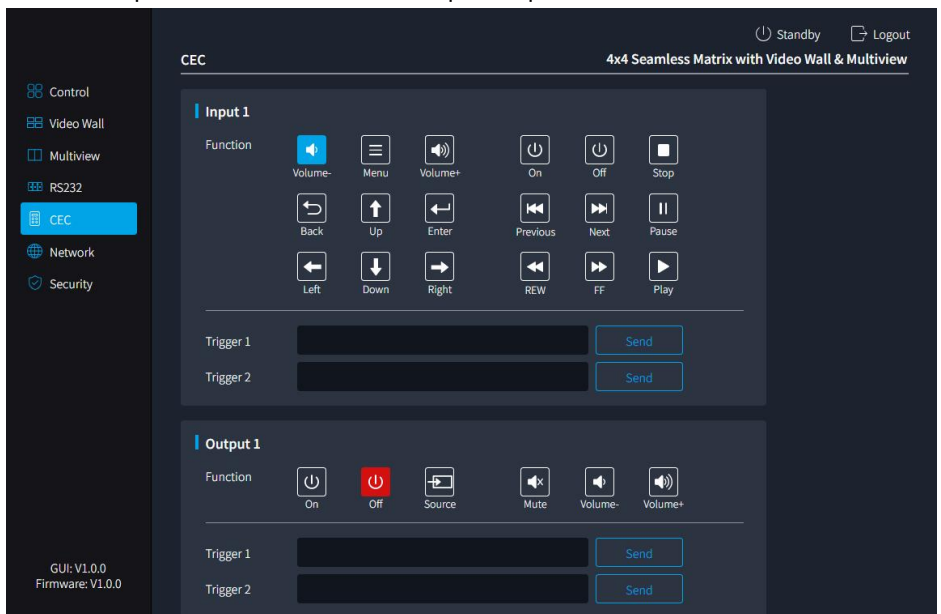 Standby
Logout
CEC
4x4 Seamless Matrix with Video Wall & Multiview
Control
Video Wall
Multiview
RS232
CEC
Network
Security
Input 1
Function
Volume- Menu Volume+ On Off Stop
Back Up Enter Previous Next Pause
Left Down Right REW FF Play
Trigger 1 Send
Trigger 2 Send
Output 1
Function
On Off Source Mute Volume- Volume+
Trigger 1 Send
Trigger 2 Send
GUI: V1.0.0
Firmware: V1.0.0